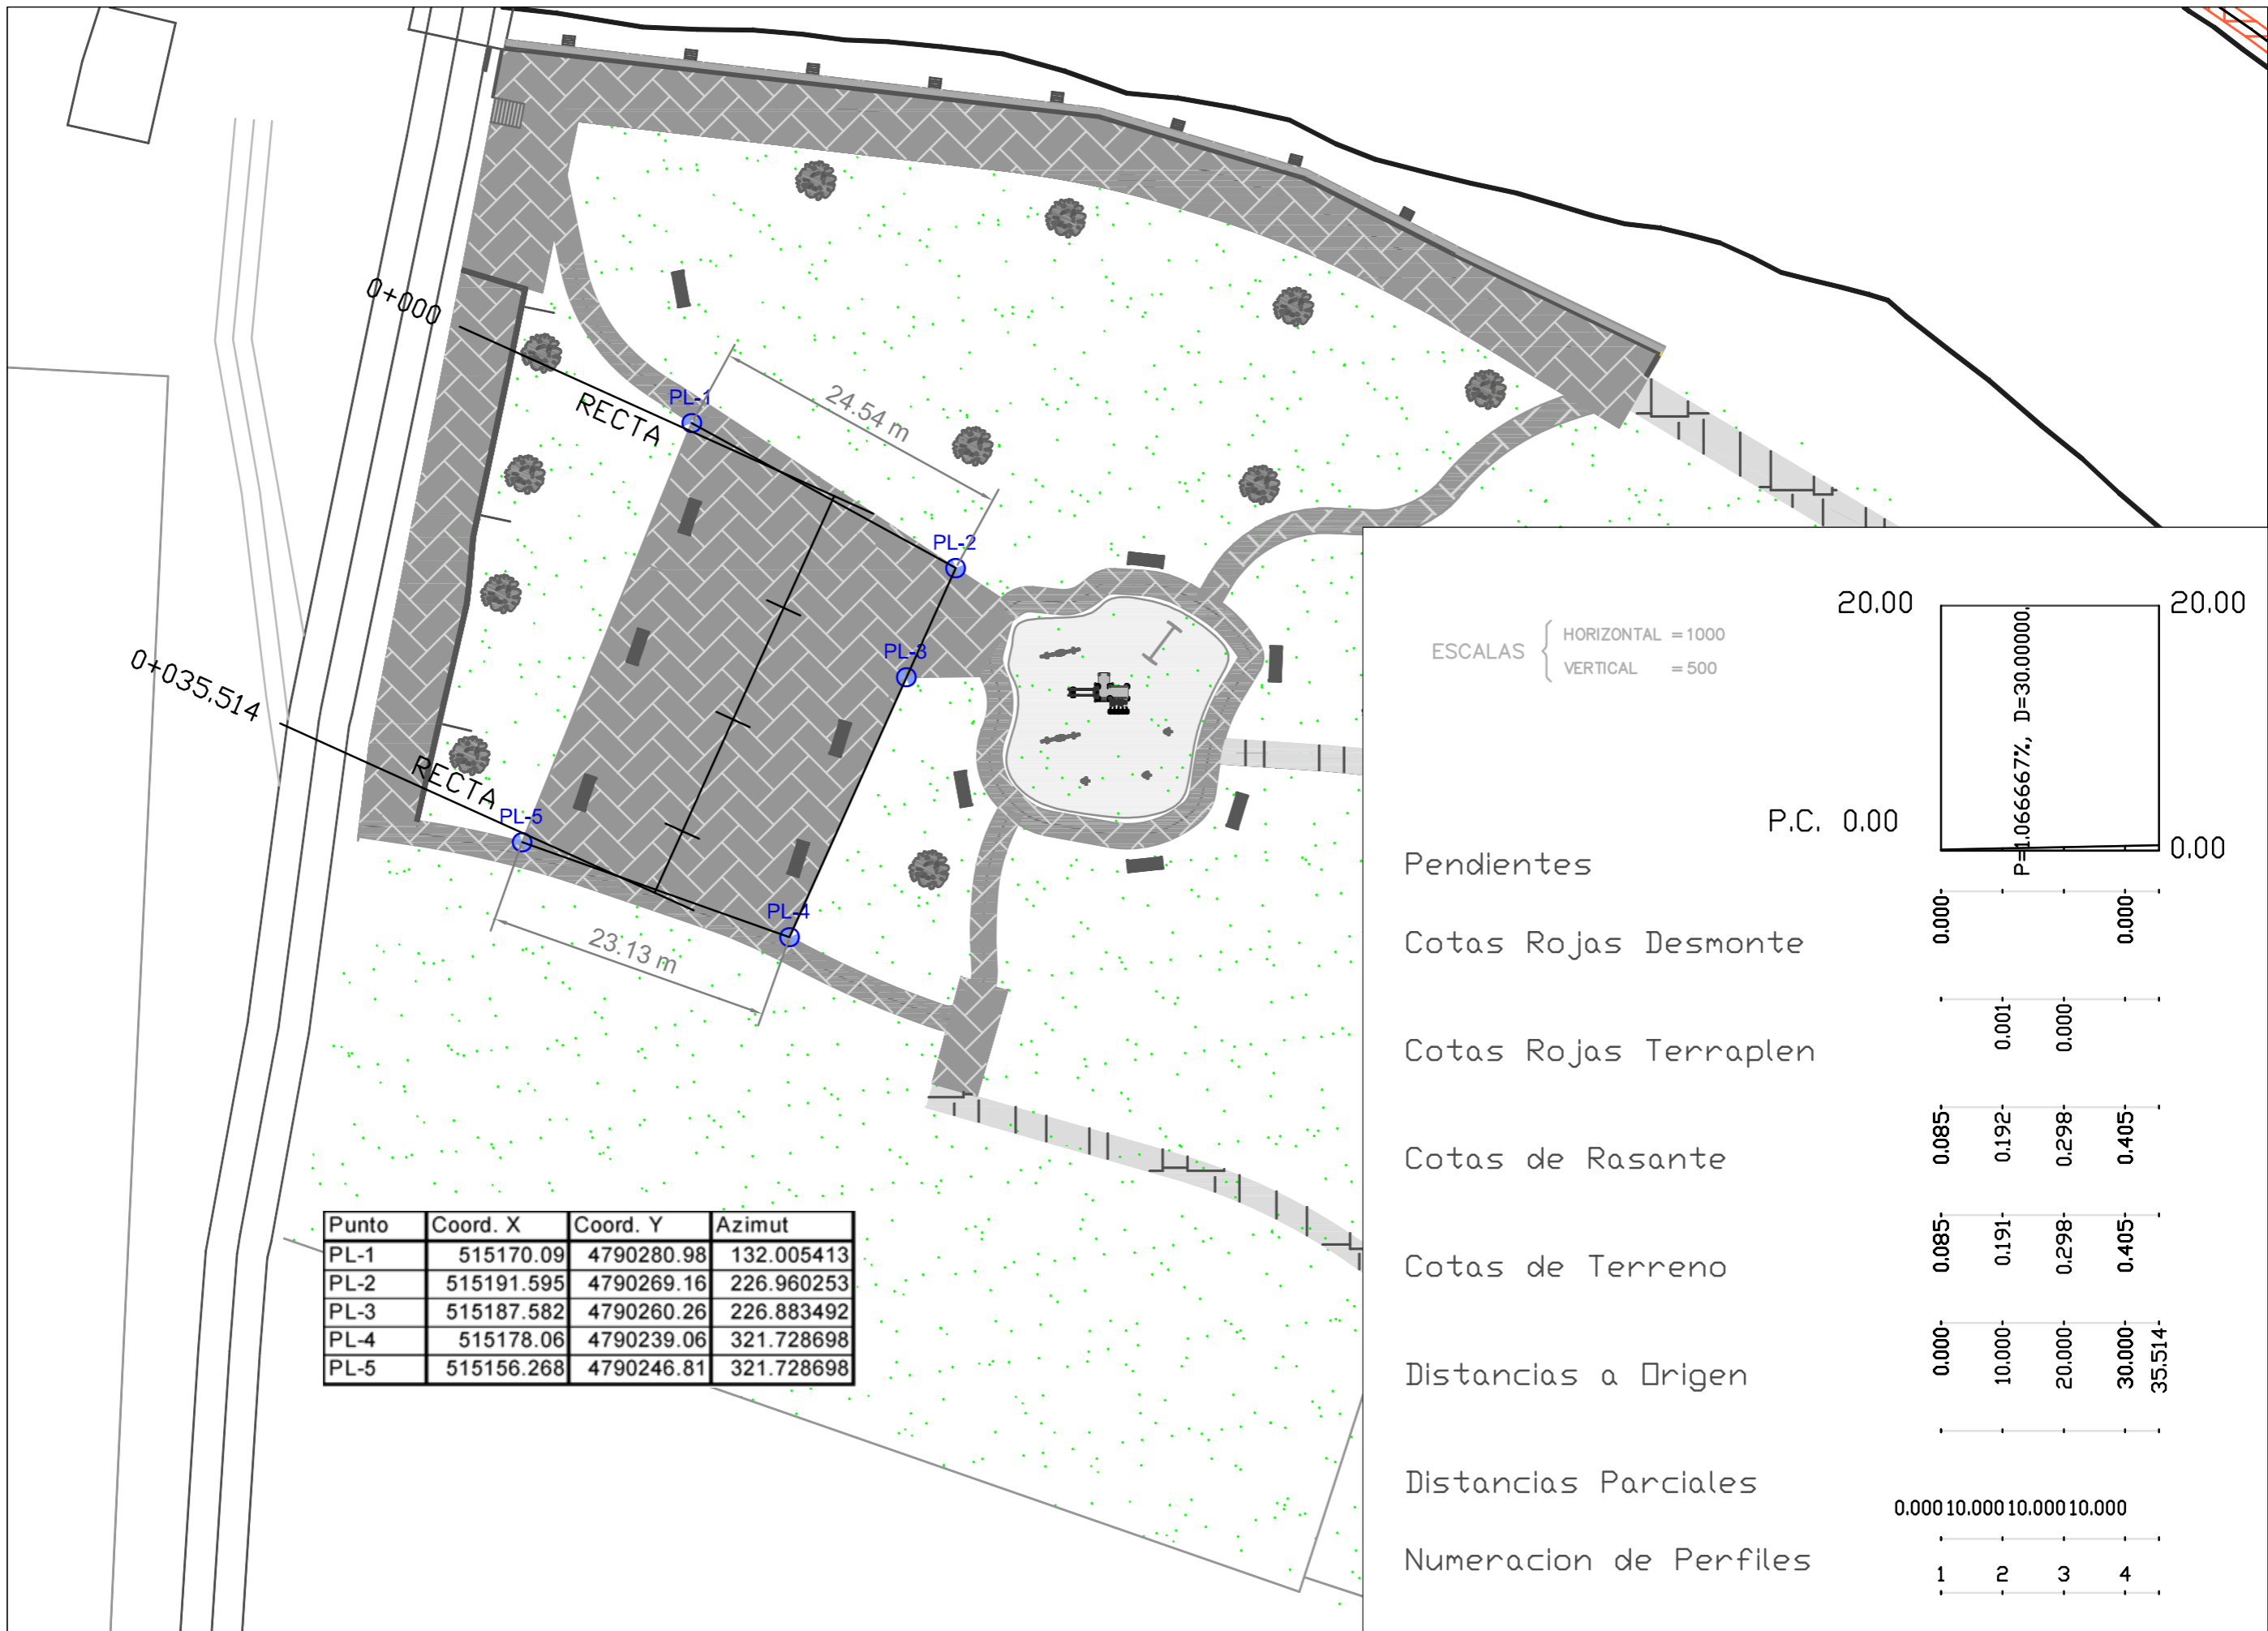 0+000
RECTA
PL-1
24.54 m
PL-2
PL-3
0+035.514
RECTA
PL-5
PL-4
23.13 m
Punto Coord. X Coord. Y Azimut
PL-1 515170.09 4790280.98 132.005413
PL-2 515191.595 4790269.16 226.960253
PL-3 515187.582 4790260.26 226.883492
PL-4 515178.06 4790239.06 321.728698
PL-5 515156.268 4790246.81 321.728698
ESCALAS
HORIZONTAL = 1000
VERTICAL = 500
20.00 20.00
P.C. 0.00
0.00
P=1.0666667%, D=30.00000.
Pendientes
Cotas Rojas Desmonte
0.000 0.000
Cotas Rojas Terraplen
0.001 0.000
Cotas de Rasante
0.085 0.192 0.298 0.405
Cotas de Terreno
0.085 0.191 0.298 0.405
Distancias a Origen
0.000 10.000 20.000 30.000 35.514
Distancias Parciales
0.000 10.000 10.000 10.000
Numeracion de Perfiles
1 2 3 4